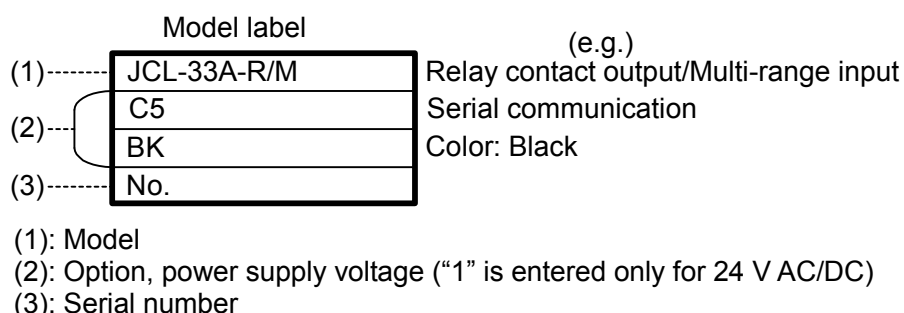 Model label
(e.g.)
(1) JCL-33A-R/M Relay contact output/Multi-range input
(2) C5 Serial communication
BK Color: Black
(3) No.
(1): Model
(2): Option, power supply voltage (“1” is entered only for 24 V AC/DC)
(3): Serial number